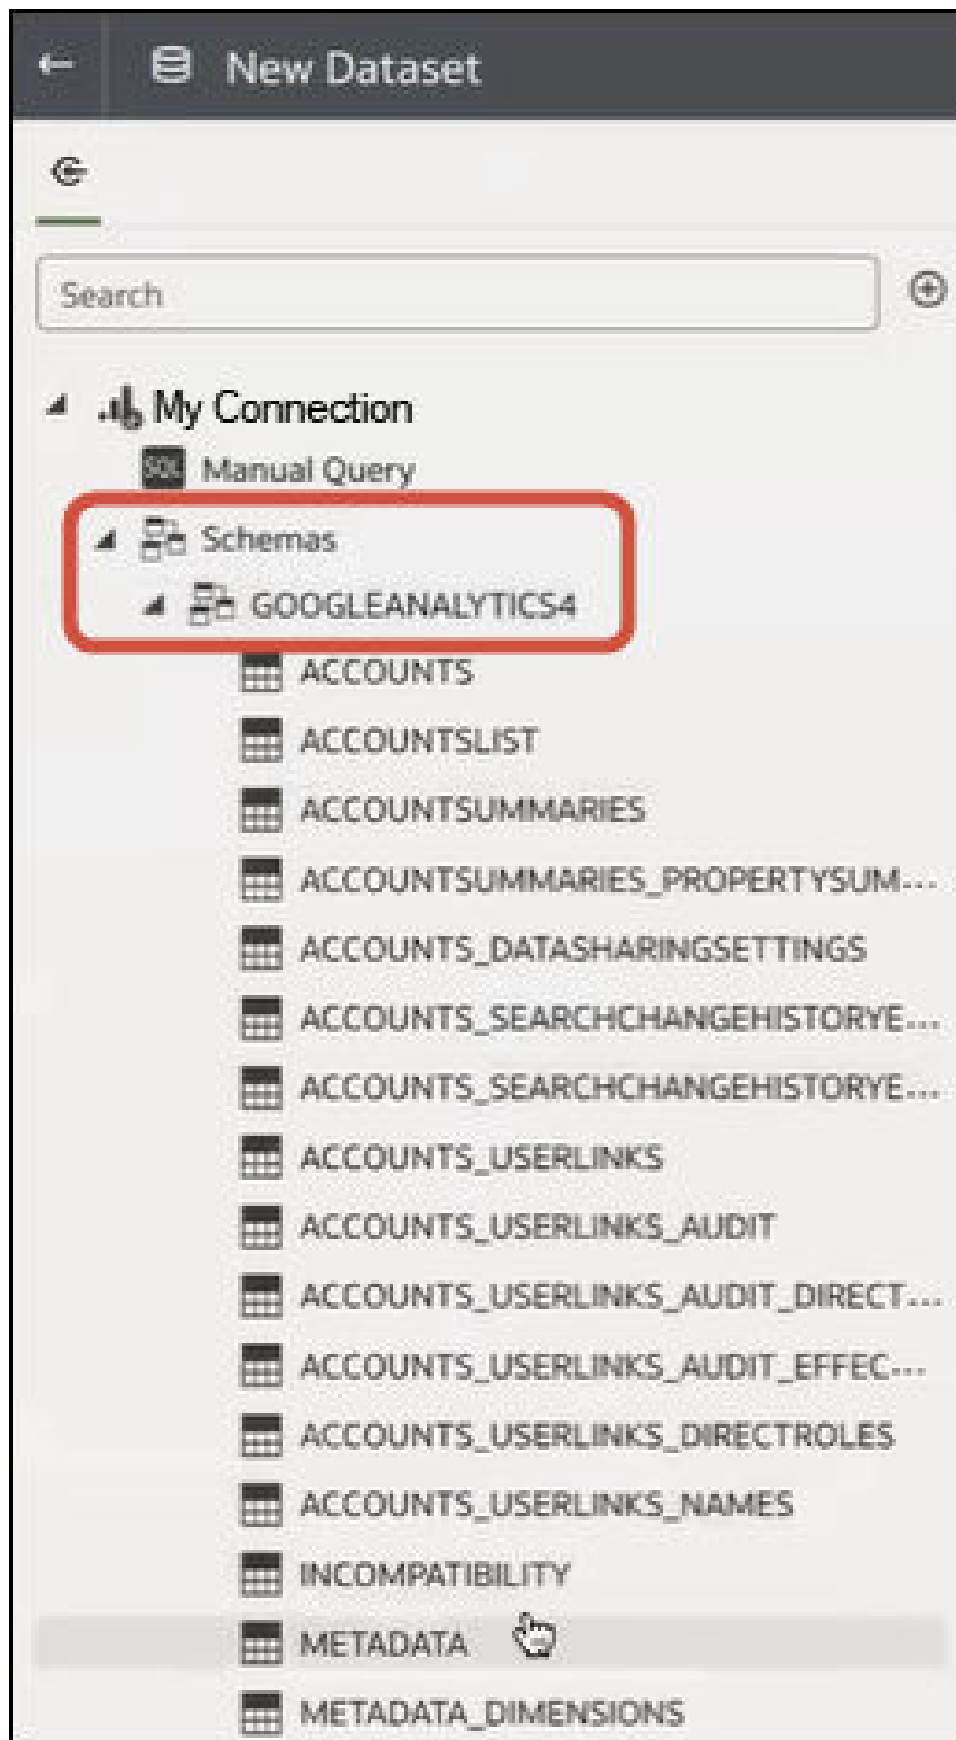 New Dataset
Search
My Connection
SQL Manual Query
Schemas
GOOGLEANALYTICS4
ACCOUNTS
ACCOUNTSLIST
ACCOUNTSUMMARIES
ACCOUNTSUMMARIES_PROPERTYSUM...
ACCOUNTS_DATASHARINGSETTINGS
ACCOUNTS_SEARCHCHANGEHISTORYE...
ACCOUNTS_SEARCHCHANGEHISTORYE...
ACCOUNTS_USERLINKS
ACCOUNTS_USERLINKS_AUDIT
ACCOUNTS_USERLINKS_AUDIT_DIRECT...
ACCOUNTS_USERLINKS_AUDIT_EFFEC...
ACCOUNTS_USERLINKS_DIRECTROLES
ACCOUNTS_USERLINKS_NAMES
INCOMPATIBILITY
METADATA
METADATA_DIMENSIONS